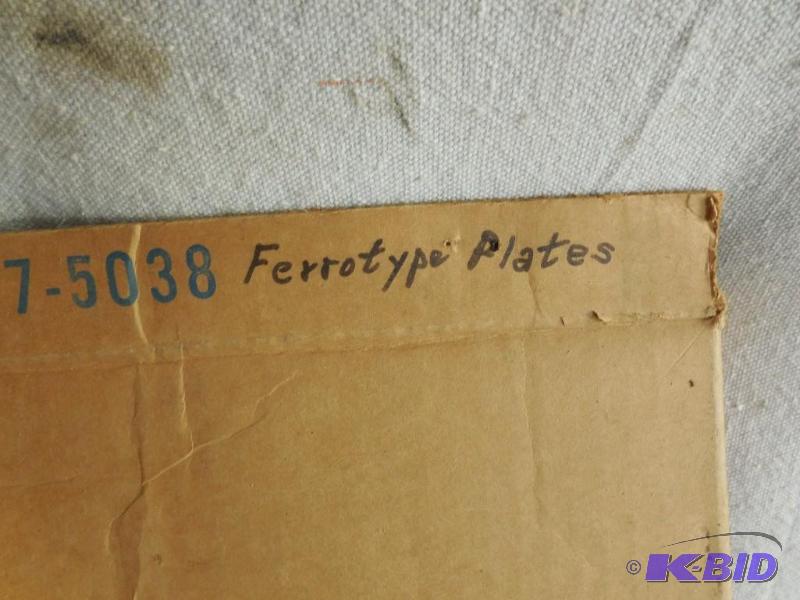 7-5038 Ferrotype Plates
© K-BID